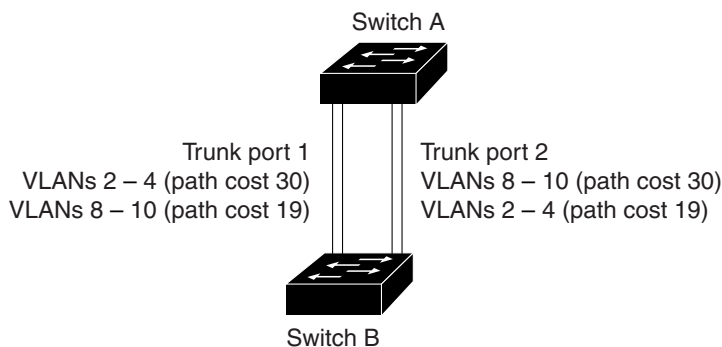 Switch A
Trunk port 1
VLANs 2 – 4 (path cost 30)
VLANs 8 – 10 (path cost 19)
Trunk port 2
VLANs 8 – 10 (path cost 30)
VLANs 2 – 4 (path cost 19)
Switch B